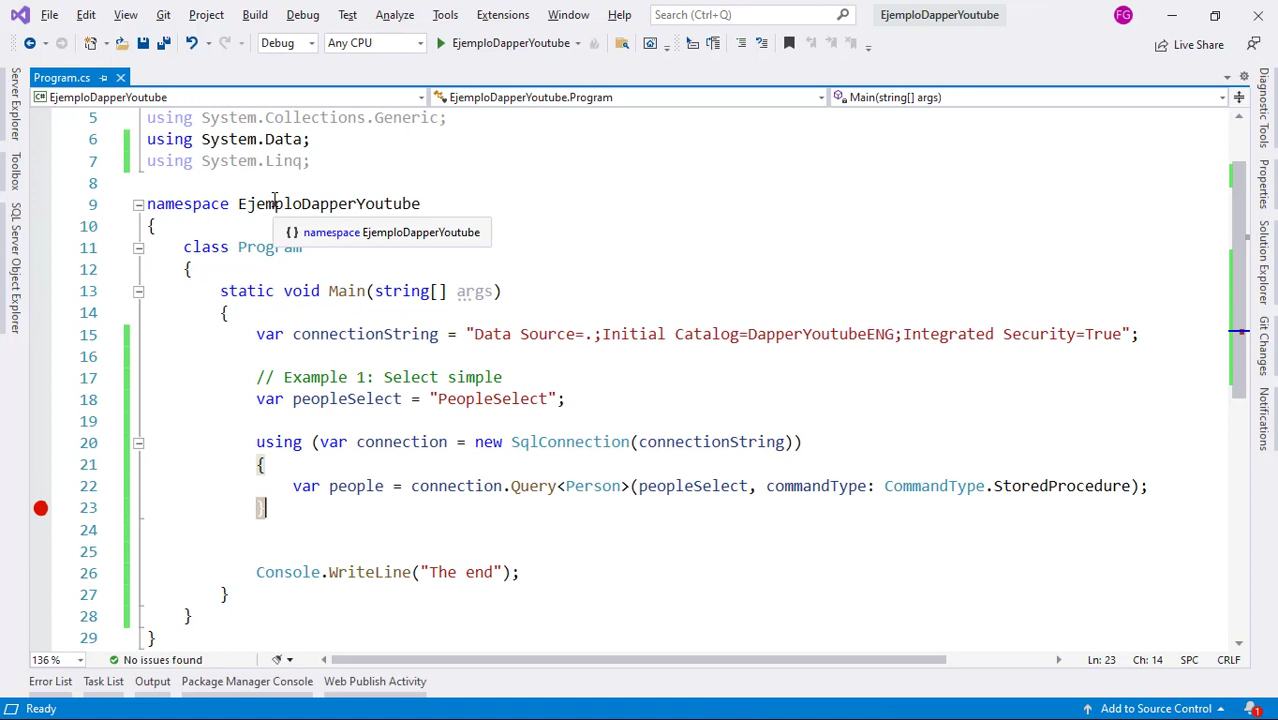 File Edit View Git Project Build Debug Test Analyze Tools Extensions Window Help Search (Ctrl+Q) EjemploDapperYoutube FG
Debug Any CPU EjemploDapperYoutube Live Share
Program.cs
EjemploDapperYoutube EjemploDapperYoutube.Program Main(string[] args)
5 using System.Collections.Generic;
6 using System.Data;
7 using System.Linq;
8
9 namespace EjemploDapperYoutube
10 {
{ } namespace EjemploDapperYoutube
11 class Program
12 {
13 static void Main(string[] args)
14 {
15 var connectionString = "Data Source=.;Initial Catalog=DapperYoutubeENG;Integrated Security=True";
16
17 // Example 1: Select simple
18 var peopleSelect = "PeopleSelect";
19
20 using (var connection = new SqlConnection(connectionString))
21 {
22 var people = connection.Query<Person>(peopleSelect, commandType: CommandType.StoredProcedure);
23 }
24
25
26 Console.WriteLine("The end");
27 }
28 }
29 }
136 % No issues found Ln: 23 Ch: 14 SPC CRLF
Error List Task List Output Package Manager Console Web Publish Activity
Ready Add to Source Control 1
Server Explorer
Toolbox
SQL Server Object Explorer
Diagnostic Tools
Properties
Solution Explorer
Git Changes
Notifications